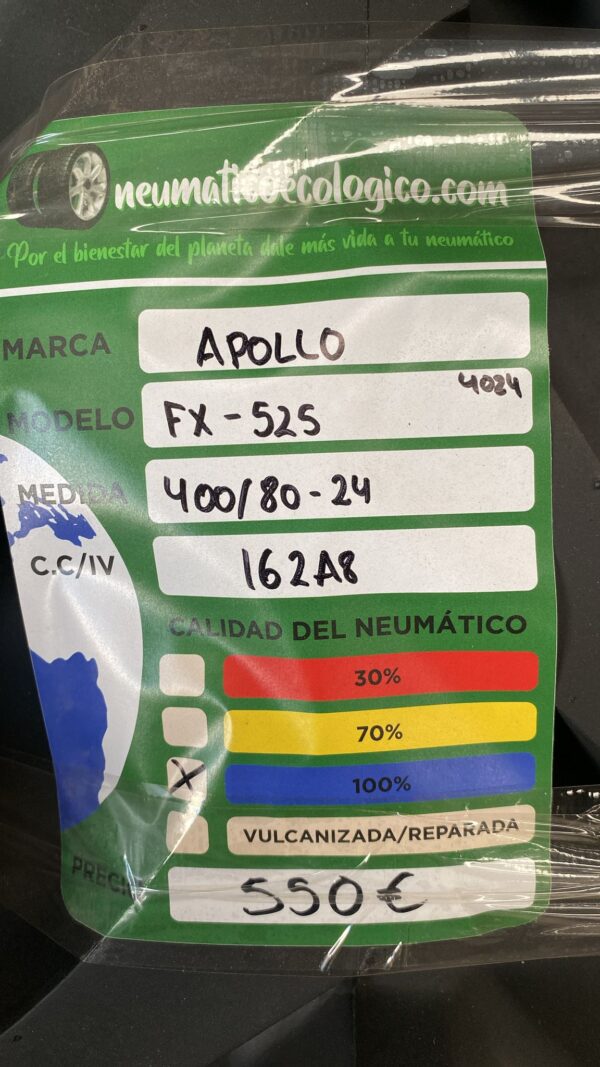 neumaticoecologico.com
Por el bienestar del planeta dale más vida a tu neumático
MARCA APOLLO
4024
MODELO FX-525
MEDIDA 400/80-24
C.C/IV 162A8
CALIDAD DEL NEUMÁTICO
30%
70%
X 100%
VULCANIZADA/REPARADA
PRECIO 550€